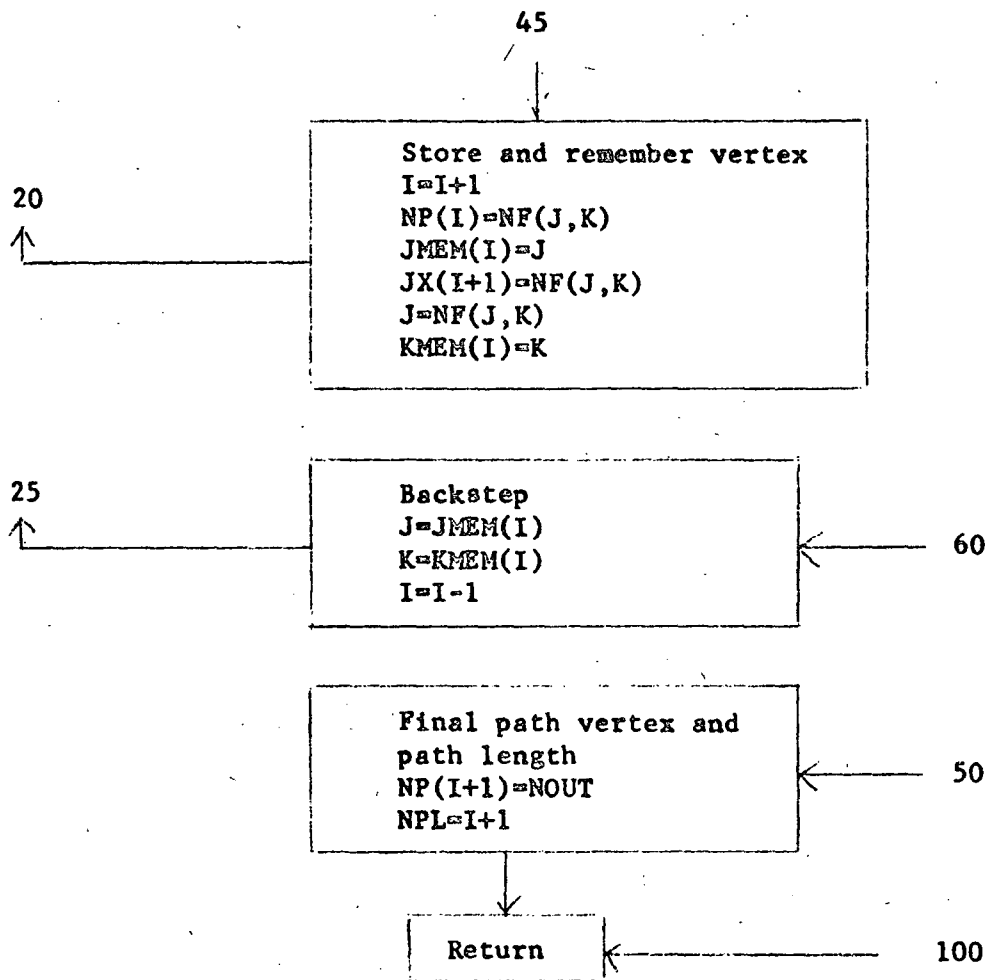 45
Store and remember vertex
I=I+1
20
NP(I)=NF(J,K)
JMEM(I)=J
JX(I+1)=NF(J,K)
J=NF(J,K)
KMEM(I)=K
25
Backstep
J=JMEM(I)
K=KMEM(I)
60
I=I-1
Final path vertex and
path length
50
NP(I+1)=NOUT
NPL=I+1
Return
100